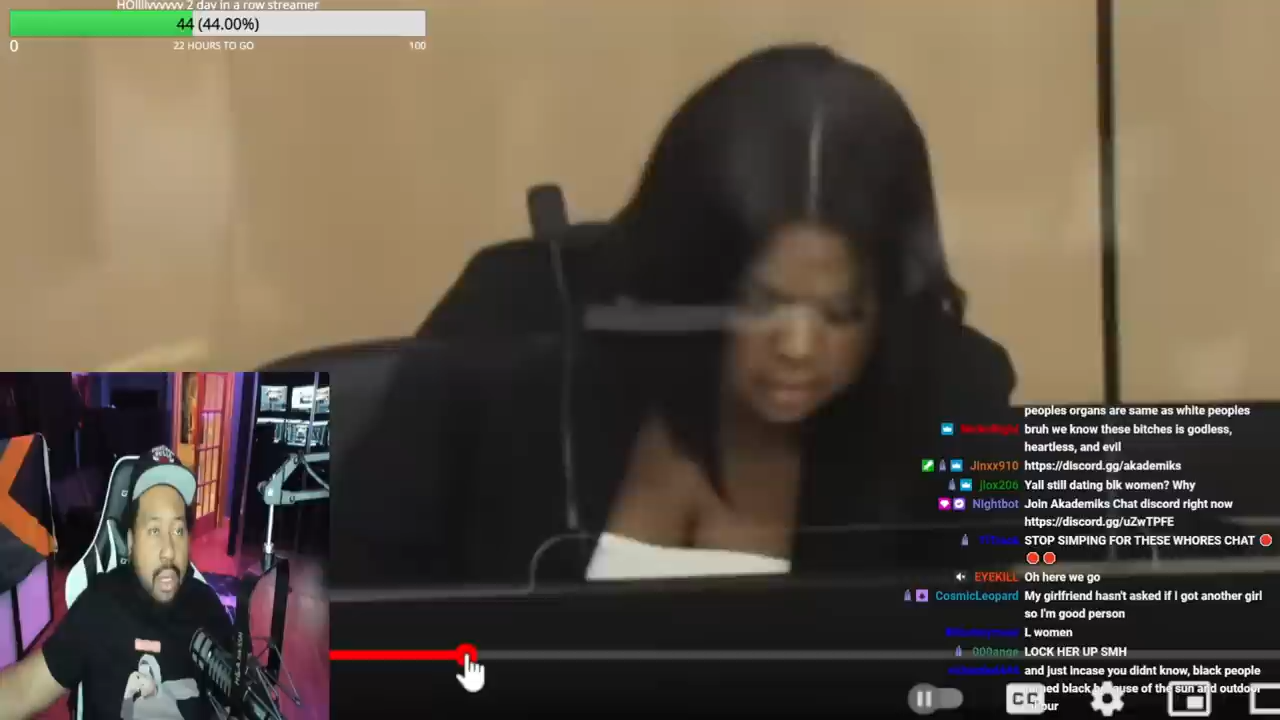 HOllllyvvvvv 2 day in a row streamer
44 (44.00%)
0 22 HOURS TO GO 100
peoples organs are same as white peoples
bruh we know these bitches is godless,
heartless, and evil
Jinxx910 https://discord.gg/akademiks
jlox206 Yall still dating blk women? Why
Nightbot Join Akademiks Chat discord right now
https://discord.gg/uZwTPFE
STOP SIMPING FOR THESE WHORES CHAT
EYEKILL Oh here we go
CosmicLeopard My girlfriend hasn't asked if I got another girl
so I'm good person
L women
000ange LOCK HER UP SMH
and just incase you didnt know, black people
black because of the sun and outdoor
CC